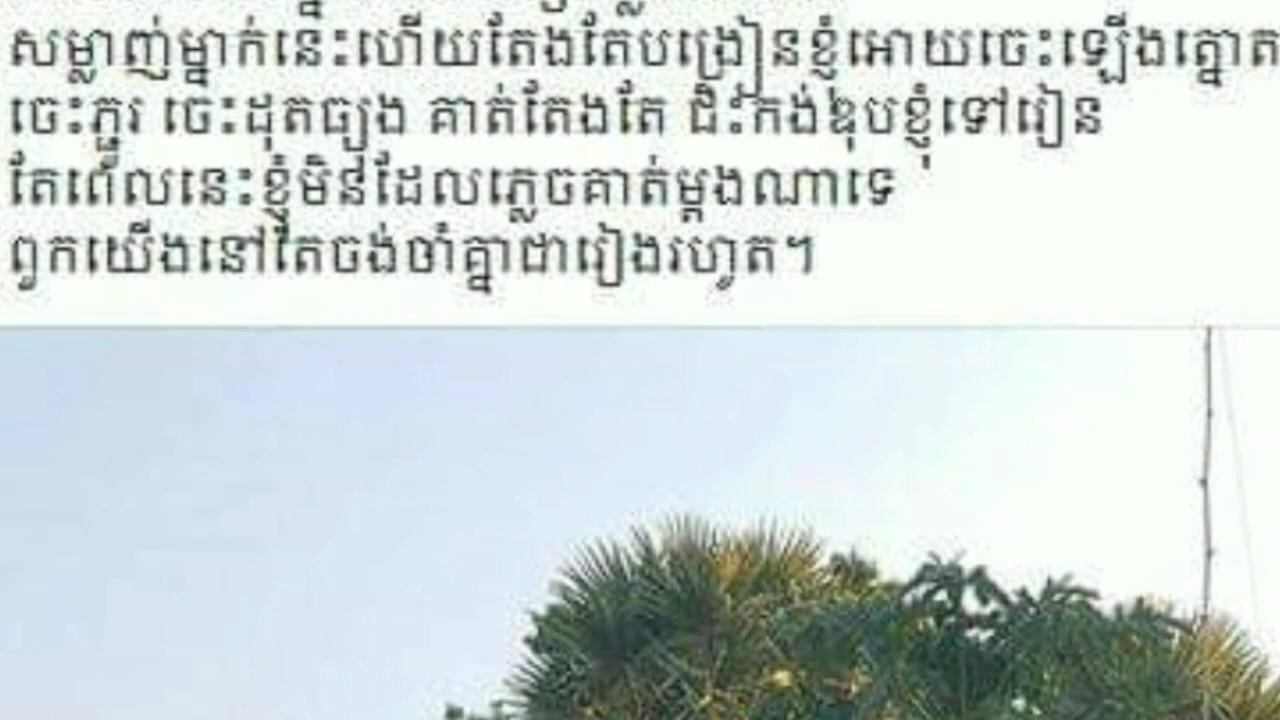 សម្លាញ់ម្នាក់នេះហើយតែងតែបង្រៀនខ្ញុំអោយចេះឡើងត្នោត
ចេះភ្ជួរ ចេះដុតធ្យូង គាត់តែងតែ ជិះកង់ឌុបខ្ញុំទៅរៀន
តែពេលនេះខ្ញុំមិនដែលភ្លេចគាត់ម្តងណាទេ
ពួកយើងនៅតែចង់ចាំគ្នាជារៀងរហូត។